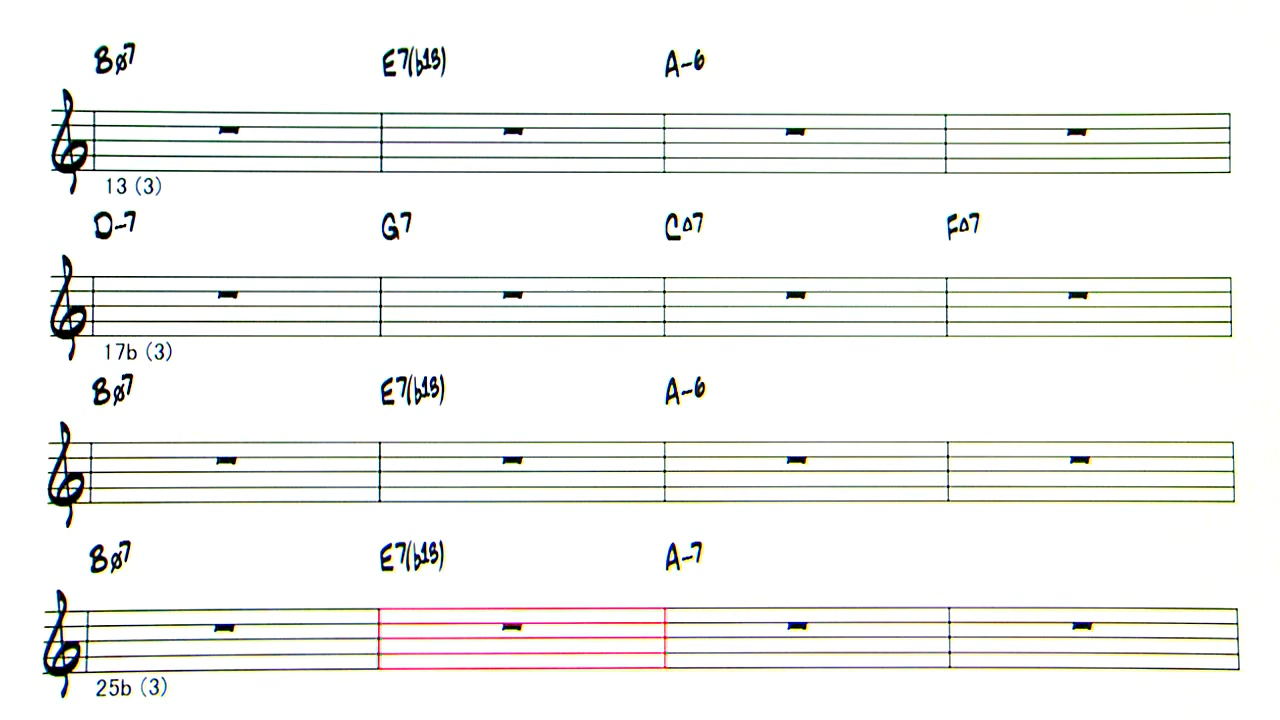 Bø7 E7(b13) A-6
13 (3)
D-7 G7 C∆7 F∆7
17b (3)
Bø7 E7(b13) A-6
Bø7 E7(b13) A-7
25b (3)